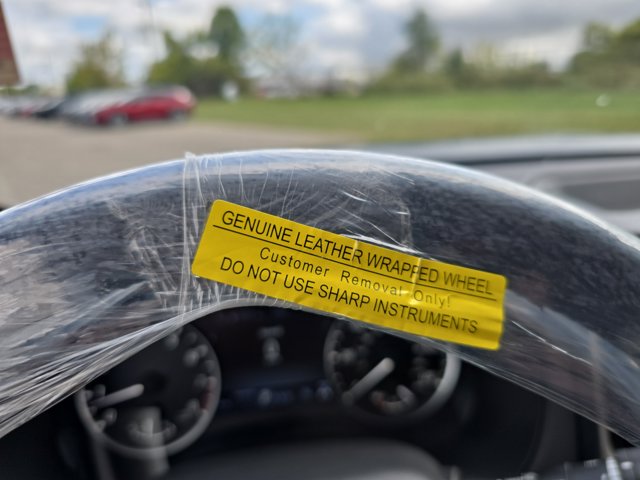 GENUINE LEATHER WRAPPED WHEEL
Customer Removal Only!
DO NOT USE SHARP INSTRUMENTS